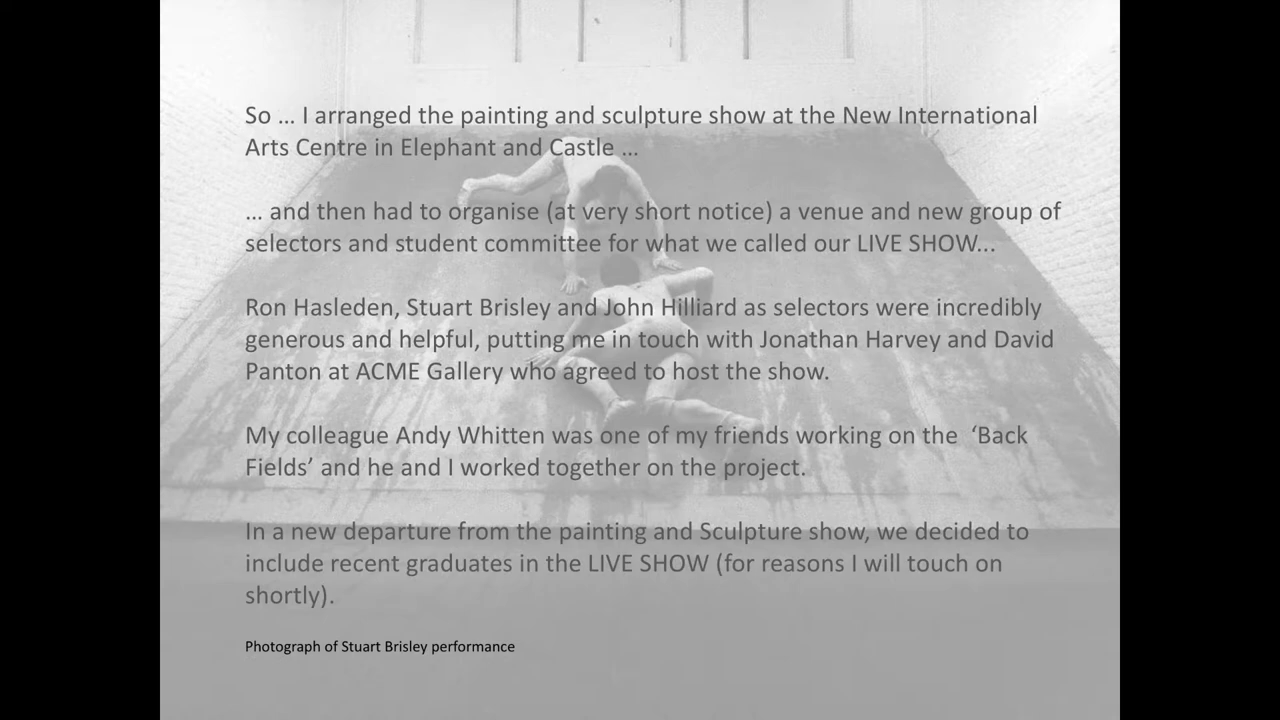 So … I arranged the painting and sculpture show at the New International
Arts Centre in Elephant and Castle …
… and then had to organise (at very short notice) a venue and new group of
selectors and student committee for what we called our LIVE SHOW...
Ron Hasleden, Stuart Brisley and John Hilliard as selectors were incredibly
generous and helpful, putting me in touch with Jonathan Harvey and David
Panton at ACME Gallery who agreed to host the show.
My colleague Andy Whitten was one of my friends working on the  ‘Back
Fields’ and he and I worked together on the project.
In a new departure from the painting and Sculpture show, we decided to
include recent graduates in the LIVE SHOW (for reasons I will touch on
shortly).
Photograph of Stuart Brisley performance